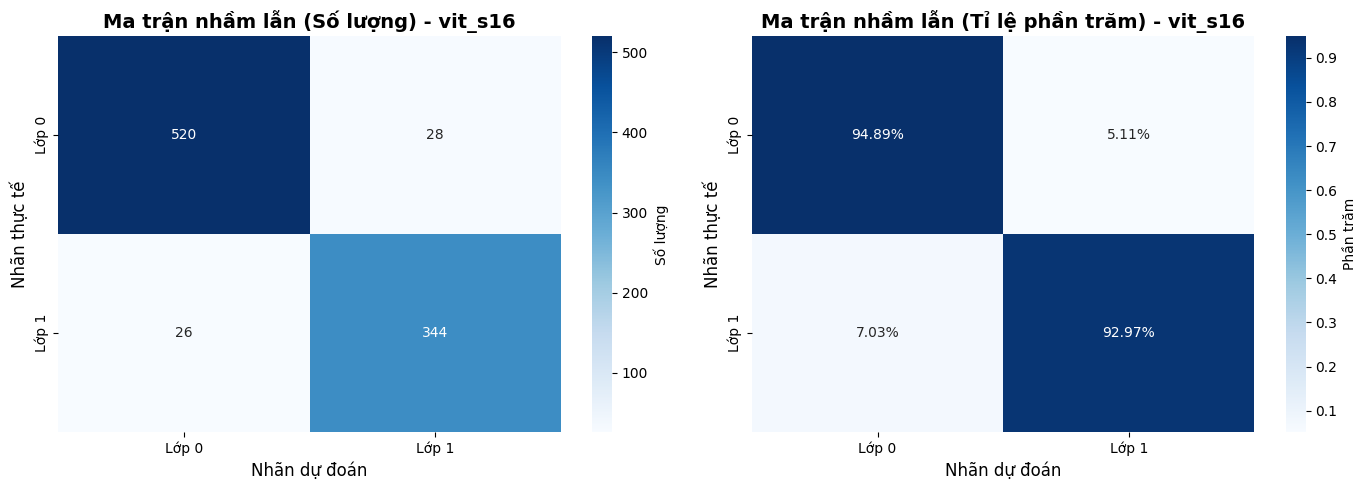 Ma trận nhầm lẫn (Số lượng) - vit_s16
Nhãn thực tế
Lớp 0
Lớp 1
520
28
26
344
Lớp 0
Lớp 1
Nhãn dự đoán
500
400
300
200
100
Số lượng
Ma trận nhầm lẫn (Tỉ lệ phần trăm) - vit_s16
Nhãn thực tế
Lớp 0
Lớp 1
94.89%
5.11%
7.03%
92.97%
Lớp 0
Lớp 1
Nhãn dự đoán
0.9
0.8
0.7
0.6
0.5
0.4
0.3
0.2
0.1
Phần trăm